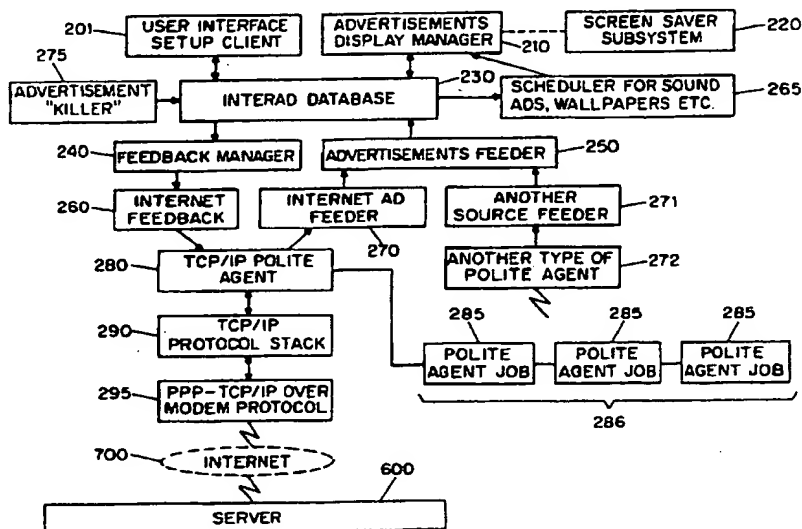 201
USER INTERFACE
SETUP CLIENT
ADVERTISEMENTS
DISPLAY MANAGER
210
SCREEN SAVER
SUBSYSTEM
220
275
230
ADVERTISEMENT
"KILLER"
INTERAD DATABASE
SCHEDULER FOR SOUND
ADS, WALLPAPERS ETC.
265
240
FEEDBACK MANAGER
ADVERTISEMENTS FEEDER
250
260
INTERNET
FEEDBACK
INTERNET AD
FEEDER
270
ANOTHER
SOURCE FEEDER
271
280
TCP/IP POLITE
AGENT
ANOTHER TYPE OF
POLITE AGENT
272
290
TCP/IP
PROTOCOL STACK
285
285
285
POLITE
AGENT JOB
POLITE
AGENT JOB
POLITE
AGENT JOB
286
295
PPP-TCP/IP OVER
MODEM PROTOCOL
700
INTERNET
600
SERVER